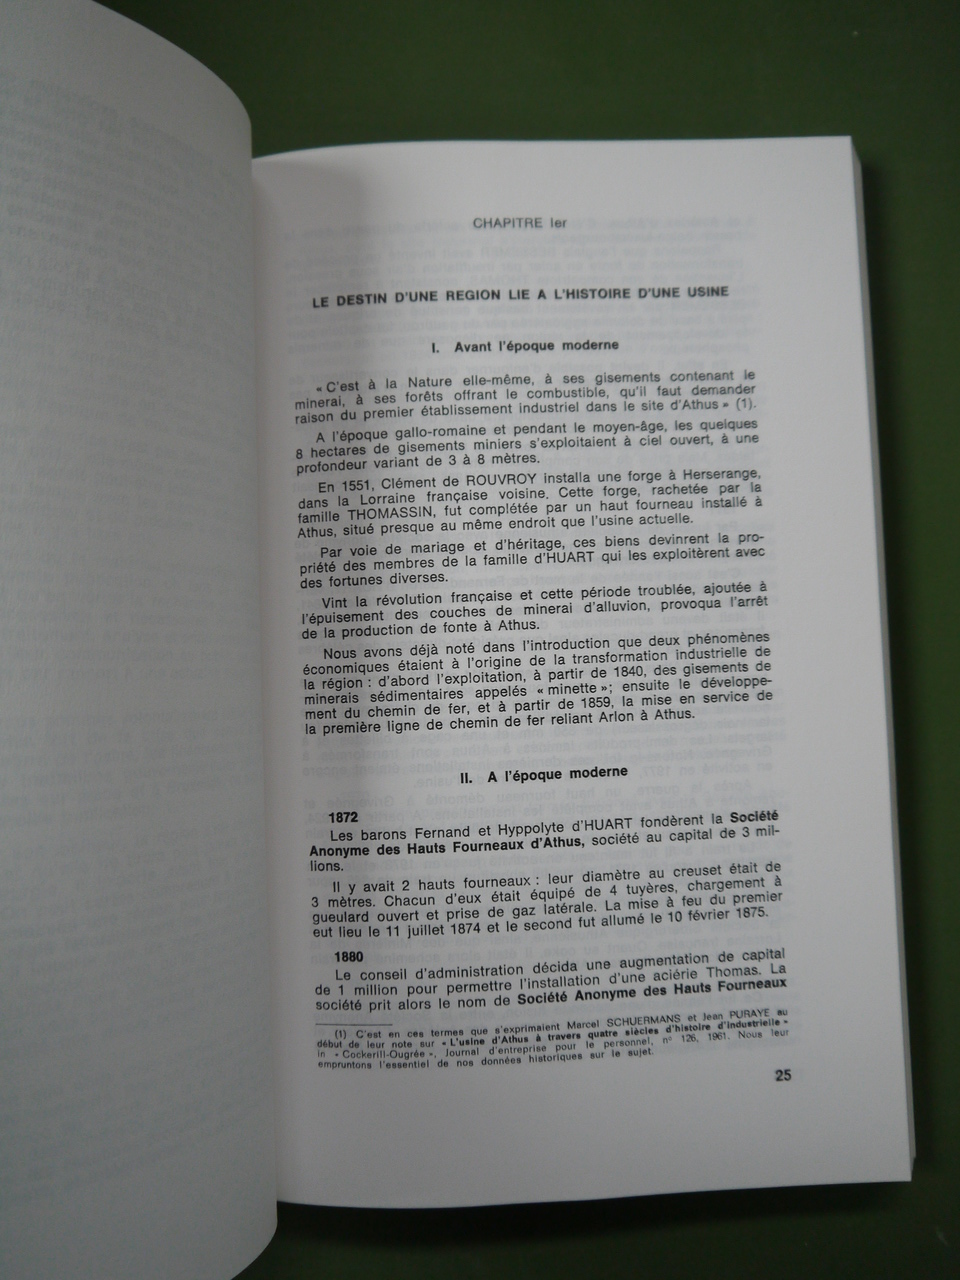 CHAPITRE Ier
LE DESTIN D'UNE REGION LIE A L'HISTOIRE D'UNE USINE
I. Avant l'époque moderne
« C'est à la Nature elle-même, à ses gisements contenant le
minerai, à ses forêts offrant le combustible, qu'il faut demander
raison du premier établissement industriel dans le site d'Athus » (1).
A l'époque gallo-romaine et pendant le moyen-âge, les quelques
8 hectares de gisements miniers s'exploitaient à ciel ouvert, à une
profondeur variant de 3 à 8 mètres.
En 1551, Clément de ROUVROY installa une forge à Herserange,
dans la Lorraine française voisine. Cette forge, rachetée par la
famille THOMASSIN, fut complétée par un haut fourneau installé à
Athus, situé presque au même endroit que l'usine actuelle.
Par voie de mariage et d'héritage, ces biens devinrent la pro-
priété des membres de la famille d'HUART qui les exploitèrent avec
des fortunes diverses.
Vint la révolution française et cette période troublée, ajoutée à
l'épuisement des couches de minerai d'alluvion, provoqua l'arrêt
de la production de fonte à Athus.
Nous avons déjà noté dans l'introduction que deux phénomènes
économiques étaient à l'origine de la transformation industrielle de
la région : d'abord l'exploitation, à partir de 1840, des gisements de
minerais sédimentaires appelés « minette »; ensuite le développe-
ment du chemin de fer, et à partir de 1859, la mise en service de
la première ligne de chemin de fer reliant Arlon à Athus.
II. A l'époque moderne
1872
Les barons Fernand et Hyppolyte d'HUART fondèrent la Société
Anonyme des Hauts Fourneaux d'Athus, société au capital de 3 mil-
lions.
Il y avait 2 hauts fourneaux : leur diamètre au creuset était de
3 mètres. Chacun d'eux était équipé de 4 tuyères, chargement à
gueulard ouvert et prise de gaz latérale. La mise à feu du premier
eut lieu le 11 juillet 1874 et le second fut allumé le 10 février 1875.
1880
Le conseil d'administration décida une augmentation de capital
de 1 million pour permettre l'installation d'une aciérie Thomas. La
société prit alors le nom de Société Anonyme des Hauts Fourneaux
(1) C'est en ces termes que s'exprimaient Marcel SCHUERMANS et Jean PURAYE au
début de leur note sur « L'usine d'Athus à travers quatre siècles d'histoire d'industrielle »
in « Cockerill-Ougrée », Journal d'entreprise pour le personnel, n° 126, 1961. Nous leur
empruntons l'essentiel de nos données historiques sur le sujet.
25